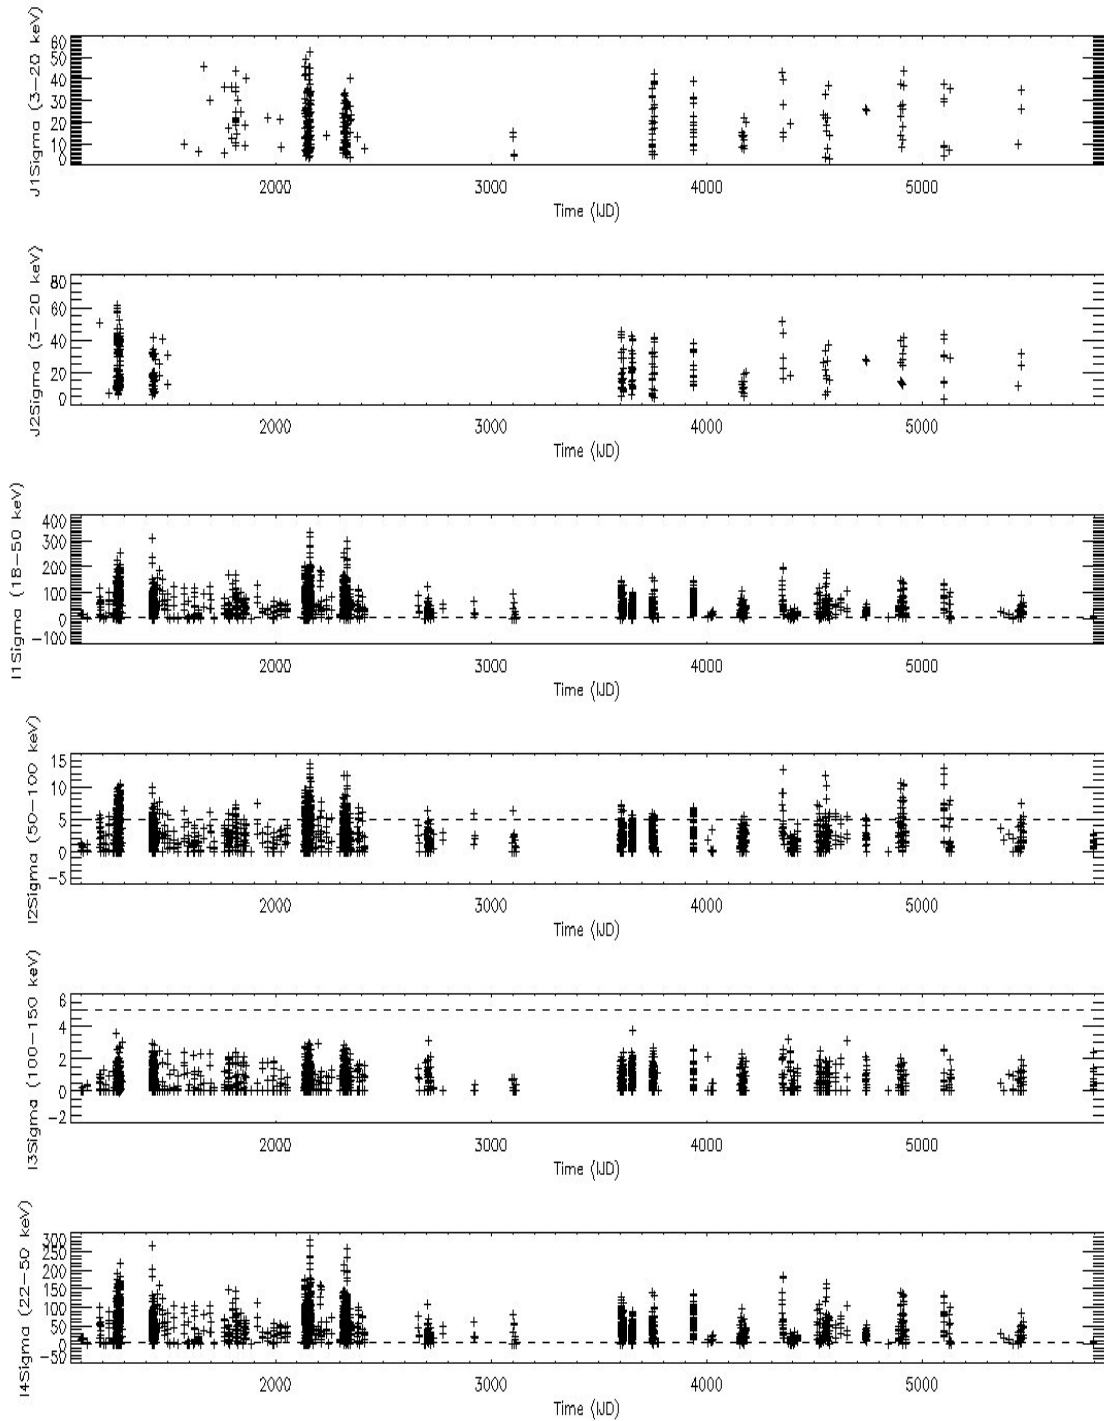 J1Sigma (3-20 keV)
60
50
40
30
20
10
0
2000 3000 4000 5000
Time (IJD)
J2Sigma (3-20 keV)
80
60
40
20
0
2000 3000 4000 5000
Time (IJD)
I1Sigma (18-50 keV)
400
300
200
100
0
-100
2000 3000 4000 5000
Time (IJD)
I2Sigma (50-100 keV)
15
10
5
0
-5
2000 3000 4000 5000
Time (IJD)
I3Sigma (100-150 keV)
6
4
2
0
-2
2000 3000 4000 5000
Time (IJD)
I4Sigma (22-50 keV)
300
250
200
150
100
50
0
-50
2000 3000 4000 5000
Time (IJD)